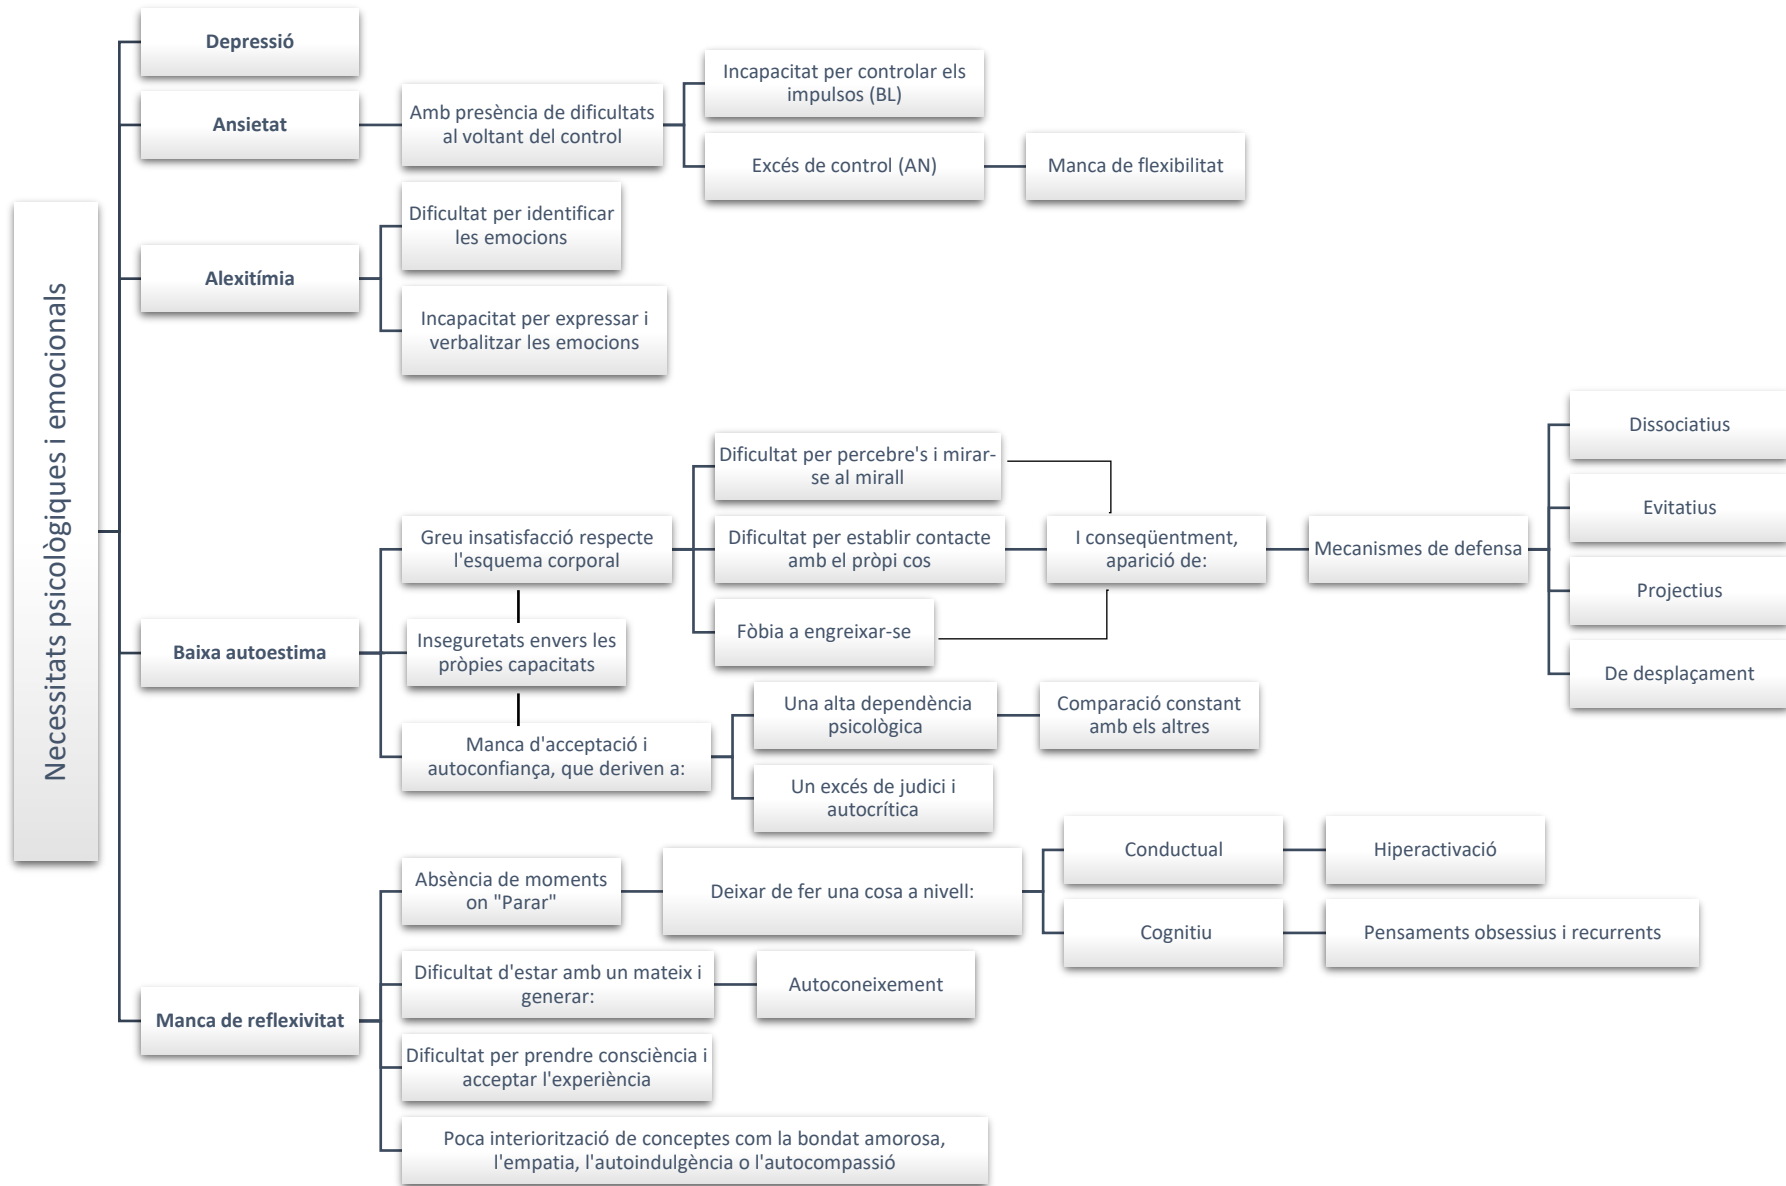 Necessitats psicològiques i emocionals
Depressió
Ansietat
Amb presència de dificultats
al voltant del control
Incapacitat per controlar els
impulsos (BL)
Excés de control (AN)
Manca de flexibilitat
Alexitímia
Dificultat per identificar
les emocions
Incapacitat per expressar i
verbalitzar les emocions
Baixa autoestima
Greu insatisfacció respecte
l'esquema corporal
Dificultat per percebre's i mirar-
se al mirall
Dificultat per establir contacte
amb el pròpi cos
Fòbia a engreixar-se
I conseqüentment,
aparició de:
Mecanismes de defensa
Dissociatius
Evitatius
Projectius
De desplaçament
Inseguretats envers les
pròpies capacitats
Manca d'acceptació i
autoconfiança, que deriven a:
Una alta dependència
psicològica
Comparació constant
amb els altres
Un excés de judici i
autocrítica
Manca de reflexivitat
Absència de moments
on "Parar"
Deixar de fer una cosa a nivell:
Conductual
Hiperactivació
Cognitiu
Pensaments obsessius i recurrents
Dificultat d'estar amb un mateix i
generar:
Autoconeixement
Dificultat per prendre consciència i
acceptar l'experiència
Poca interiorització de conceptes com la bondat amorosa,
l'empatia, l'autoindulgència o l'autocompassió